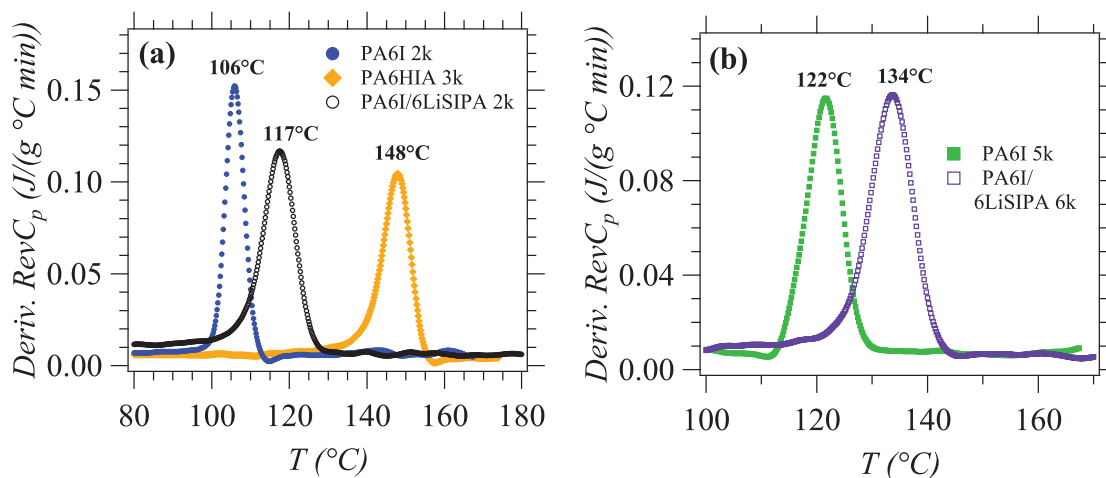 (a)
PA6I 2k
PA6HIA 3k
PA6I/6LiSIPA 2k
106°C
117°C
148°C
0.15
0.10
0.05
0.00
Deriv. RevCp (J/(g °C min))
80
100
120
140
160
180
T (°C)
(b)
122°C
134°C
PA6I 5k
PA6I/
6LiSIPA 6k
0.12
0.08
0.04
0.00
Deriv. RevCp (J/(g °C min))
100
120
140
160
T (°C)